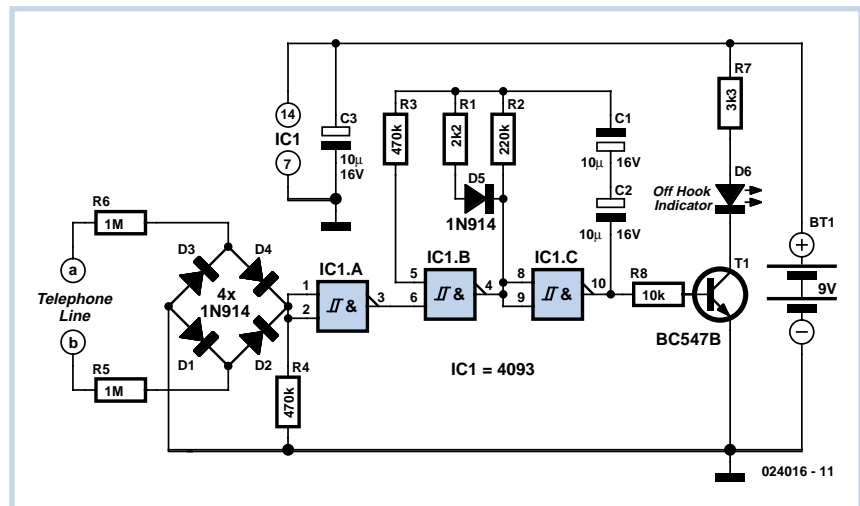 R7
3k3
14
IC1
7
C3
10µ
16V
R3
470k
R1
2k2
R2
220k
C1
10µ
16V
D5
1N914
C2
10µ
16V
D6
Off Hook
Indicator
BT1
9V
R6
1M
a
Telephone
Line
b
R5
1M
D3
D4
4x
1N914
D1
D2
R4
470k
1
2
IC1.A
&
3
5
6
IC1.B
&
4
8
9
IC1.C
&
10
R8
10k
T1
BC547B
IC1 = 4093
024016 - 11